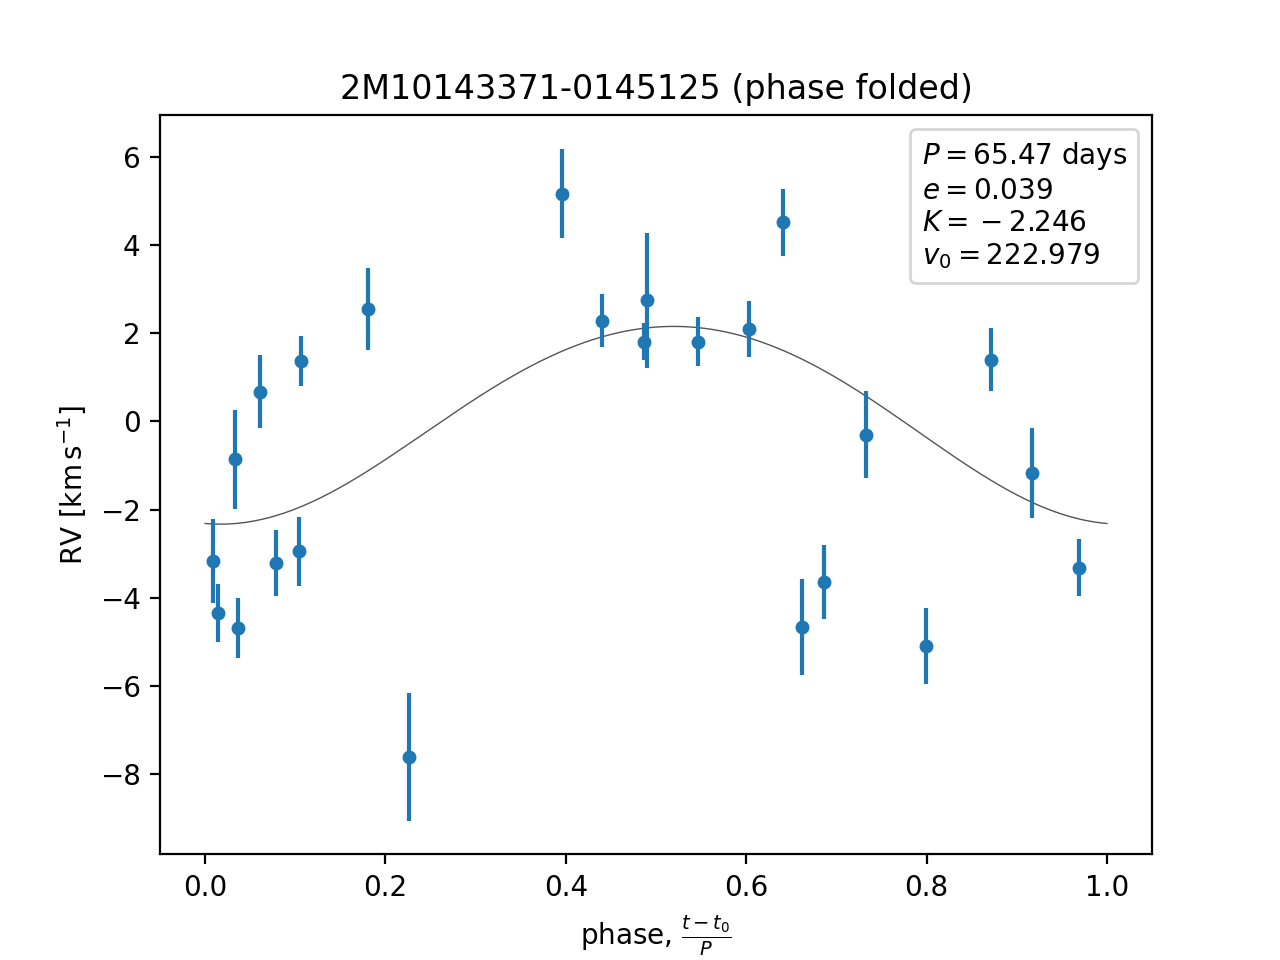 2M10143371-0145125 (phase folded)
P = 65.47 days
e = 0.039
K = −2.246
v₀ = 222.979
6
4
2
0
−2
−4
−6
−8
RV [km s⁻¹]
0.0 0.2 0.4 0.6 0.8 1.0
phase, (t − t₀)/P